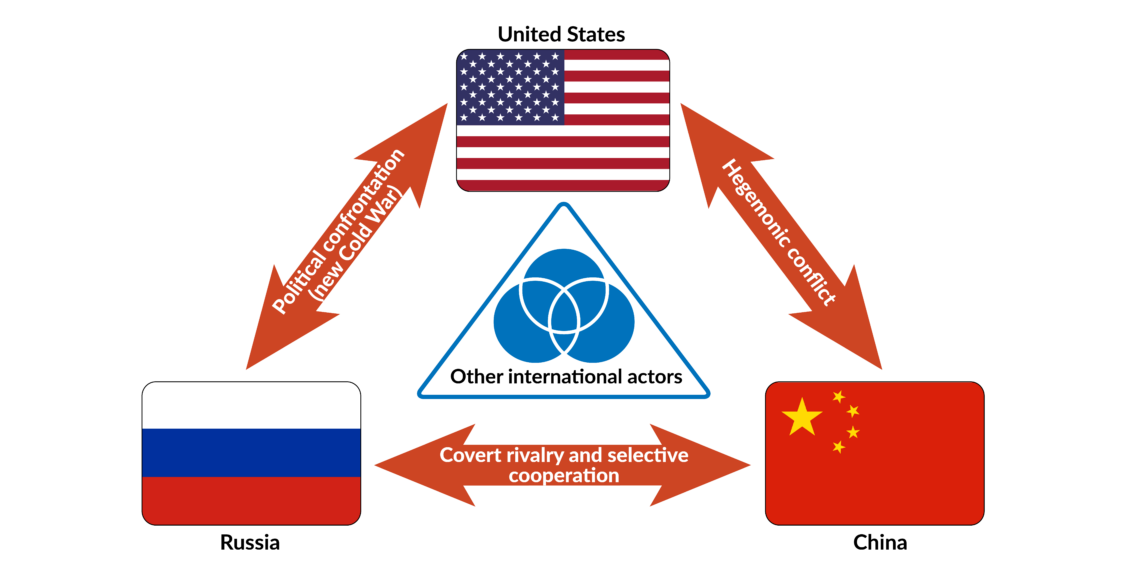 United States
Political confrontation
(new Cold War)
Hegemonic conflict
Other international actors
Covert rivalry and selective
cooperation
Russia
China